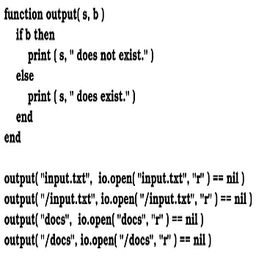 function output( s, b )
if b then
print ( s, " does not exist." )
else
print ( s, " does exist." )
end
end
output( "input.txt", io.open( "input.txt", "r" ) == nil )
output( "/input.txt", io.open( "/input.txt", "r" ) == nil )
output( "docs", io.open( "docs", "r" ) == nil )
output( "/docs", io.open( "/docs", "r" ) == nil )